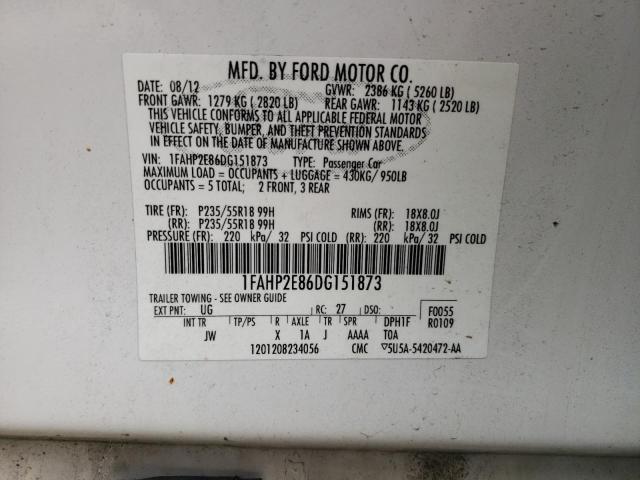 MFD. BY FORD MOTOR CO.
DATE: 08/12 GVWR: 2386 KG ( 5260 LB)
FRONT GAWR: 1279 KG ( 2820 LB) REAR GAWR: 1143 KG ( 2520 LB)
THIS VEHICLE CONFORMS TO ALL APPLICABLE FEDERAL MOTOR
VEHICLE SAFETY, BUMPER, AND THEFT PREVENTION STANDARDS
IN EFFECT ON THE DATE OF MANUFACTURE SHOWN ABOVE.
VIN: 1FAHP2E86DG151873 TYPE: Passenger Car
MAXIMUM LOAD = OCCUPANTS + LUGGAGE = 430KG/ 950LB
OCCUPANTS = 5 TOTAL; 2 FRONT, 3 REAR
TIRE (FR): P235/55R18 99H RIMS (FR): 18X8.0J
(RR): P235/55R18 99H (RR): 18X8.0J
PRESSURE (FR): 220 kPa/ 32 PSI COLD (RR): 220 kPa/ 32 PSI COLD
1FAHP2E86DG151873
TRAILER TOWING - SEE OWNER GUIDE
EXT PNT: UG RC: 27 DSO: F0055
INT TR TP/PS R AXLE TR SPR DPH1F R0109
JW X 1A J AAAA TOA
1201208234056 CMC ▽5U5A-5420472-AA